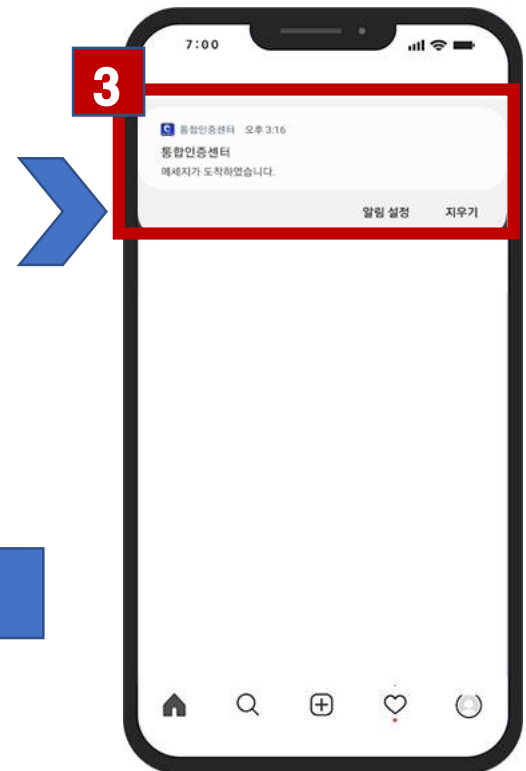 7:00
3
통합인증센터 오후 3:16
통합인증센터
메세지가 도착하였습니다.
알림 설정 지우기